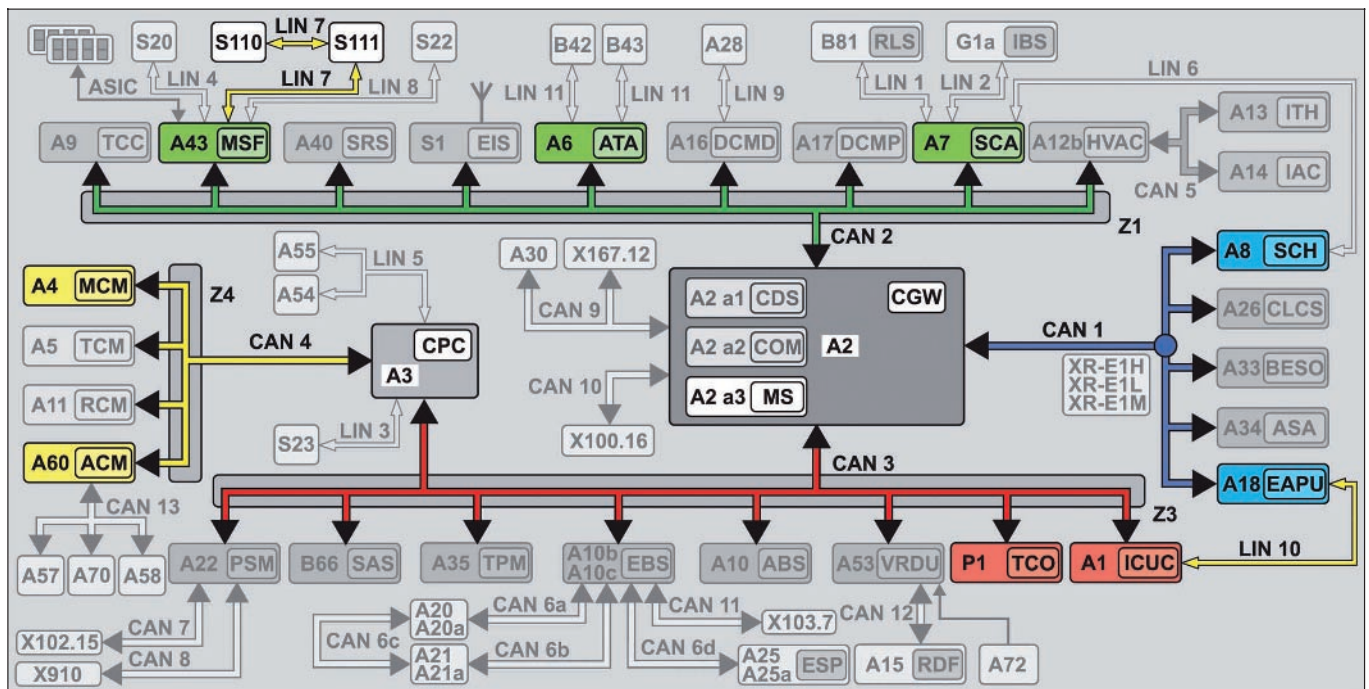 LIN 7
S20
S110
S111
S22
B42
B43
A28
B81 RLS
G1a IBS
LIN 6
ASIC
LIN 4
LIN 7
LIN 8
LIN 11
LIN 11
LIN 9
LIN 1
LIN 2
A9 TCC
A43 MSF
A40 SRS
S1 EIS
A6 ATA
A16 DCMD
A17 DCMP
A7 SCA
A12b HVAC
A13 ITH
A14 IAC
CAN 5
Z1
CAN 2
A55
LIN 5
A54
A30
X167.12
CAN 9
A2 a1 CDS
CGW
A2 a2 COM
A2
A2 a3 MS
CAN 1
XR-E1H
XR-E1L
XR-E1M
A8 SCH
A26 CLCS
A33 BESO
A34 ASA
A18 EAPU
A4 MCM
Z4
A5 TCM
CAN 4
CPC
A3
A11 RCM
A60 ACM
CAN 10
X100.16
S23
LIN 3
CAN 3
Z3
CAN 13
A57
A70
A58
A22 PSM
B66 SAS
A35 TPM
A10b
A10c
EBS
A10 ABS
A53 VRDU
P1 TCO
A1 ICUC
LIN 10
X102.15
CAN 7
X910
CAN 8
CAN 6c
A20
A20a
CAN 6a
A21
A21a
CAN 6b
CAN 11
X103.7
CAN 6d
A25
A25a
ESP
CAN 12
A15 RDF
A72